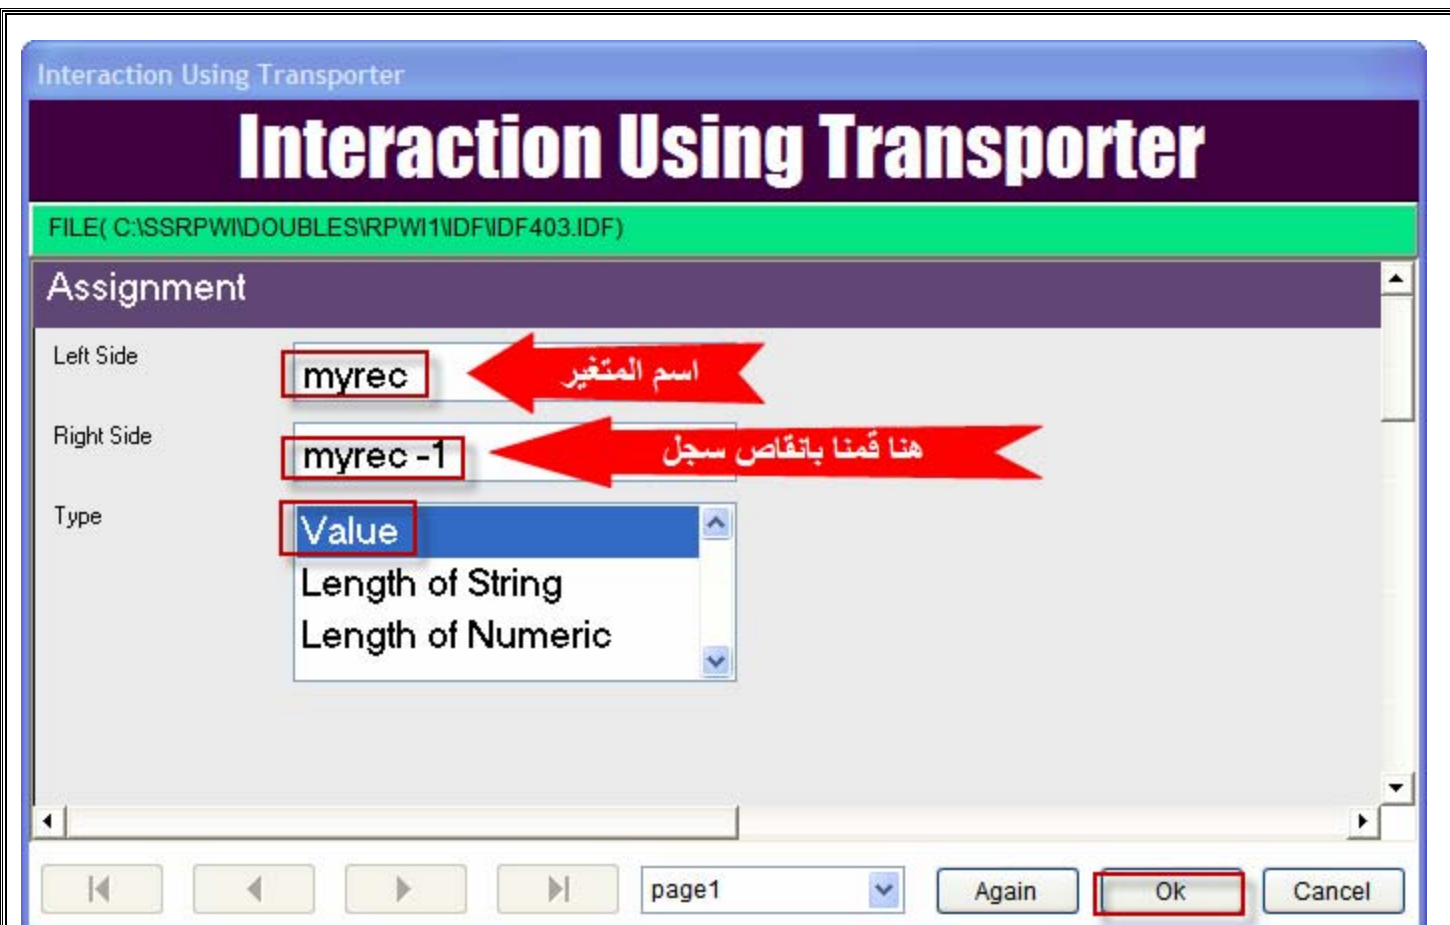 Interaction Using Transporter
Interaction Using Transporter
FILE( C:\SSRPWI\DOUBLES\RPWI1\IDF\IDF403.IDF)
Assignment
Left Side
myrec
اسم المتغير
Right Side
myrec -1
هنا قمنا بانقاص سجل
Type
Value
Length of String
Length of Numeric
page1
Again
Ok
Cancel